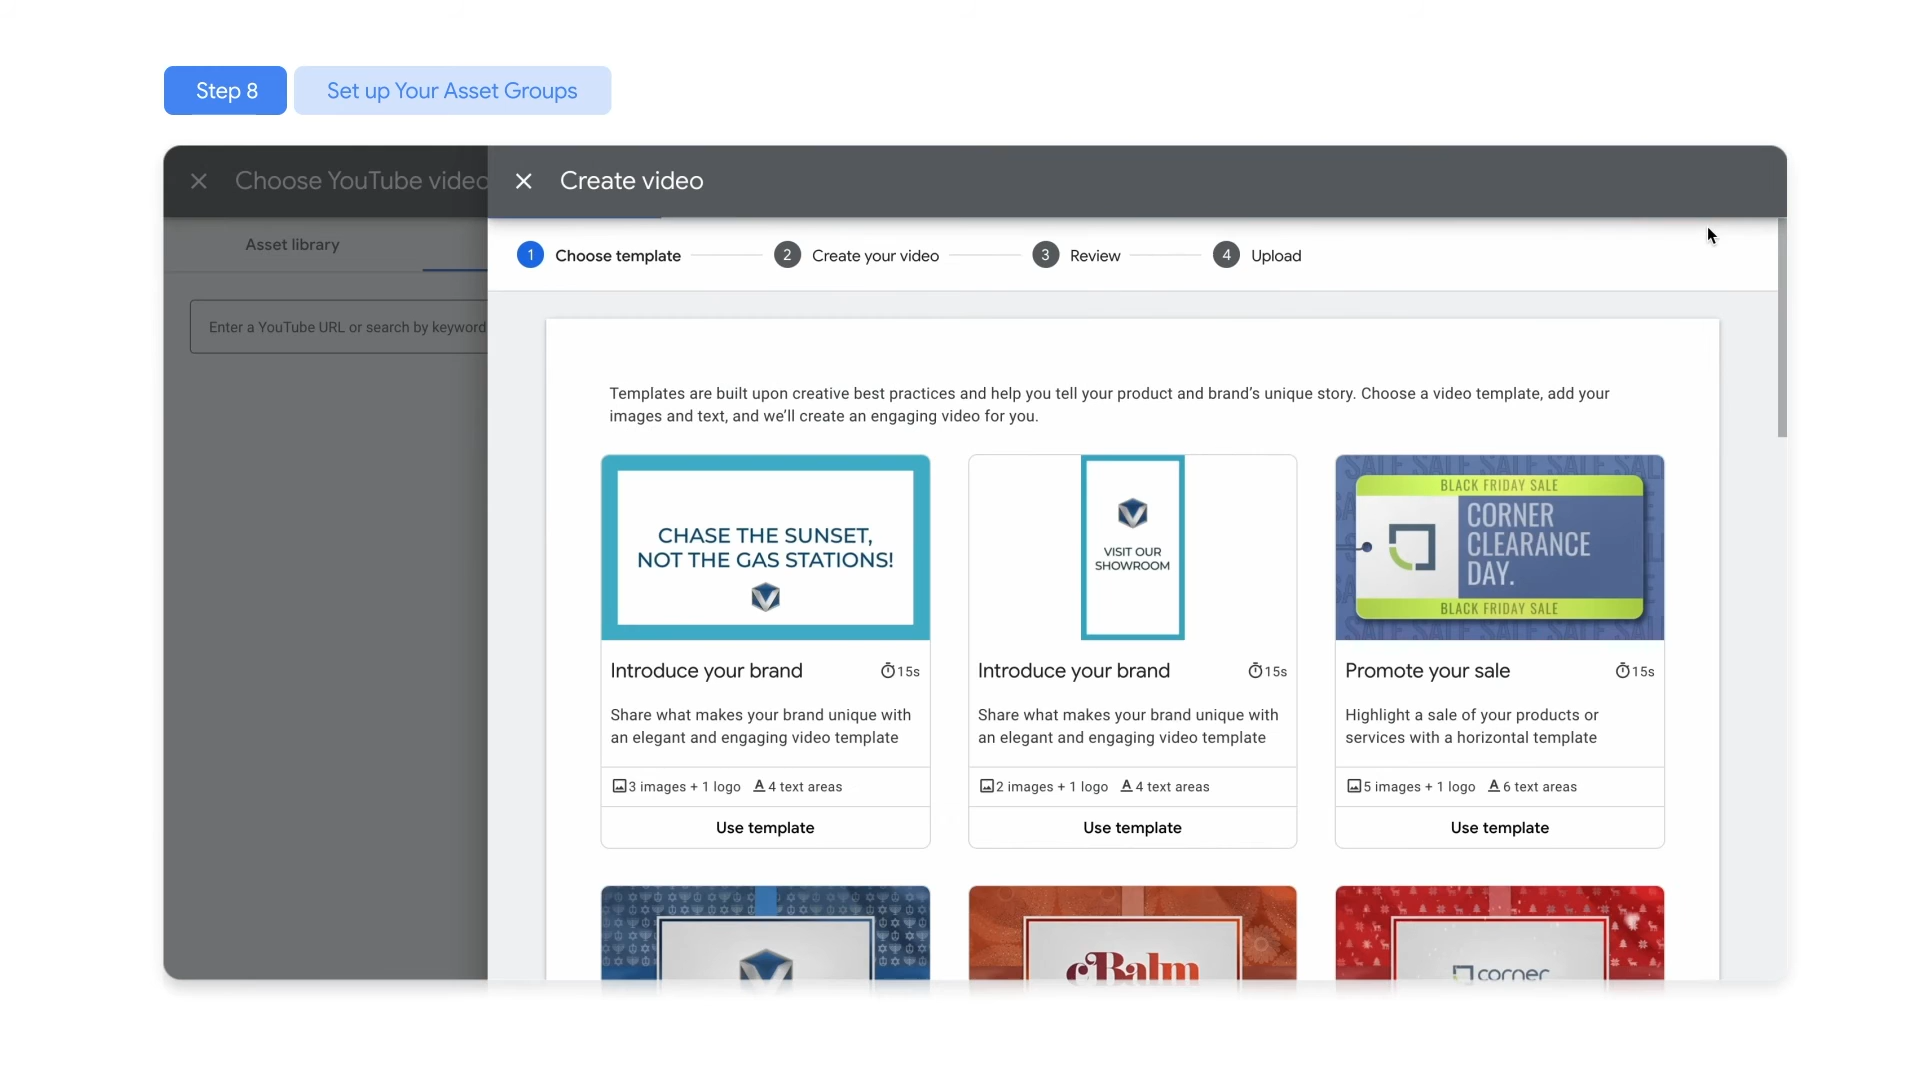 Step 8
Set up Your Asset Groups
Choose YouTube video
Create video
Asset library
1 Choose template
2 Create your video
3 Review
4 Upload
Enter a YouTube URL or search by keyword
Templates are built upon creative best practices and help you tell your product and brand’s unique story. Choose a video template, add your
images and text, and we’ll create an engaging video for you.
CHASE THE SUNSET,
NOT THE GAS STATIONS!
Introduce your brand
15s
Share what makes your brand unique with
an elegant and engaging video template
3 images + 1 logo
4 text areas
Use template
VISIT OUR
SHOWROOM
Introduce your brand
15s
Share what makes your brand unique with
an elegant and engaging video template
2 images + 1 logo
4 text areas
Use template
SALE SALE SALE SALE SAL
BLACK FRIDAY SALE
CORNER
CLEARANCE
DAY.
BLACK FRIDAY SALE
Promote your sale
15s
Highlight a sale of your products or
services with a horizontal template
5 images + 1 logo
6 text areas
Use template
Balm
corner